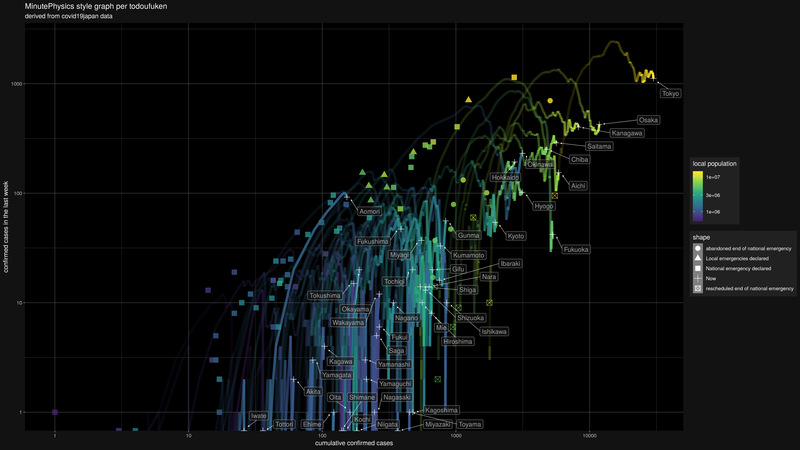 MinutePhysics style graph per todoufuken
derived from covid19japan data
confirmed cases in the last week
1000
100
10
1
Tokyo
Osaka
Kanagawa
Saitama
Chiba
Okinawa
Hokkaido
Aichi
Hyogo
Aomori
Kyoto
Fukuoka
Gunma
Fukushima
Miyagi
Kumamoto
Ibaraki
Gifu
Nara
Tochigi
Shiga
Tokushima
Okayama
Nagano
Shizuoka
Wakayama
Mie
Ishikawa
Fukui
Hiroshima
Saga
Kagawa
Yamanashi
Yamagata
Yamaguchi
Akita
Oita
Shimane
Nagasaki
Iwate
Kagoshima
Tottori
Ehime
Kochi
Niigata
Miyazaki
Toyama
1
10
100
1000
10000
cumulative confirmed cases
local population
1e+07
3e+06
1e+06
shape
abandoned end of national emergency
Local emergencies declared
National emergency declared
Now
rescheduled end of national emergency